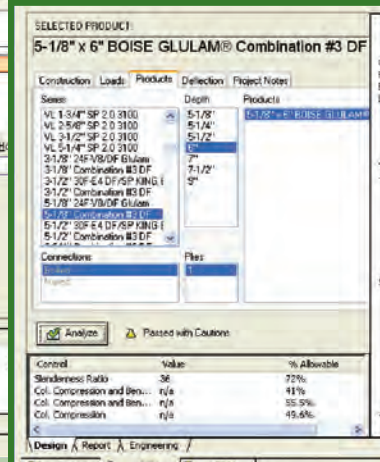 SELECTED PRODUCT:
5-1/8" x 6" BOISE GLULAM® Combination #3 DF
Construction Loads Products Deflection Project Notes
Series Depth Products
VL 1-3/4" SP 2.0 3100
VL 2-5/8" SP 2.0 3100
VL 3-1/2" SP 2.0 3100
VL 5-1/4" SP 2.0 3100
3-1/8" 24F-V8/DF Glulam
3-1/8" Combination #3 DF
3-1/2" 30F-E4 DF/SP KING
3-1/2" Combination #3 DF
5-1/8" 24F-V8/DF Glulam
5-1/8" Combination #3 DF
5-1/2" 30F-E4 DF/SP KING
5-1/2" Combination #3 DF
5-1/8"
5-1/4"
5-1/2"
6"
7"
7-1/2"
9"
5-1/8" x 6" BOISE GLULAM®
Connections Plies
1
Analyze Passed with Cautions
Control Value % Allowable
Slenderness Ratio 36 72%
Col. Compression and Ben... n/a 41%
Col. Compression and Ben... n/a 55.5%
Col. Compression n/a 49.6%
Design Report Engineering